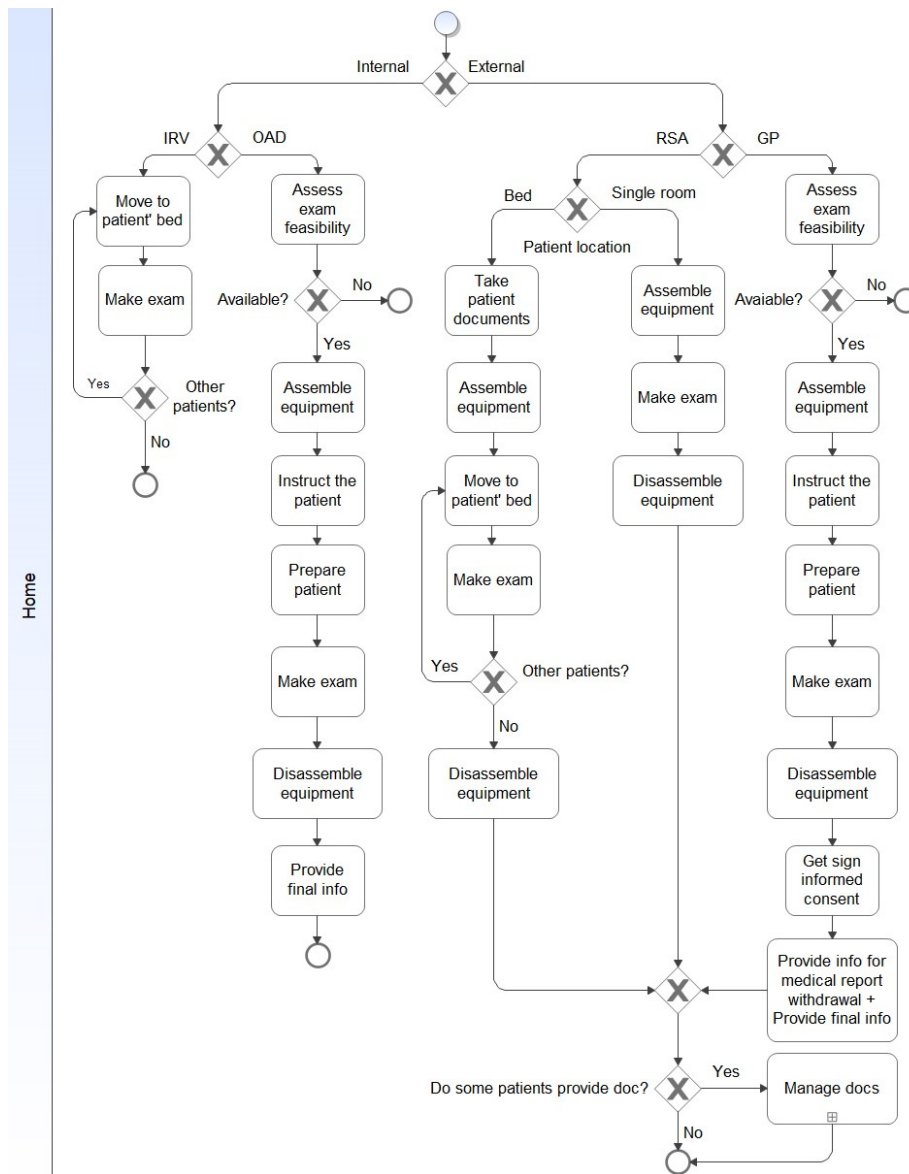 Home
Internal
External
IRV
OAD
RSA
GP
Move to
patient' bed
Assess
exam
feasibility
Bed
Single room
Patient location
Assess
exam
feasibility
Make exam
Available?
No
Take
patient
documents
Assemble
equipment
Avaiable?
No
Yes
Yes
Yes
Other
patients?
Assemble
equipment
Assemble
equipment
Make exam
Assemble
equipment
No
Instruct the
patient
Move to
patient' bed
Disassemble
equipment
Instruct the
patient
Prepare
patient
Make exam
Prepare
patient
Make exam
Yes
Other patients?
Make exam
No
Disassemble
equipment
Disassemble
equipment
Disassemble
equipment
Provide
final info
Get sign
informed
consent
Provide info for
medical report
withdrawal +
Provide final info
Do some patients provide doc?
Yes
Manage docs
No